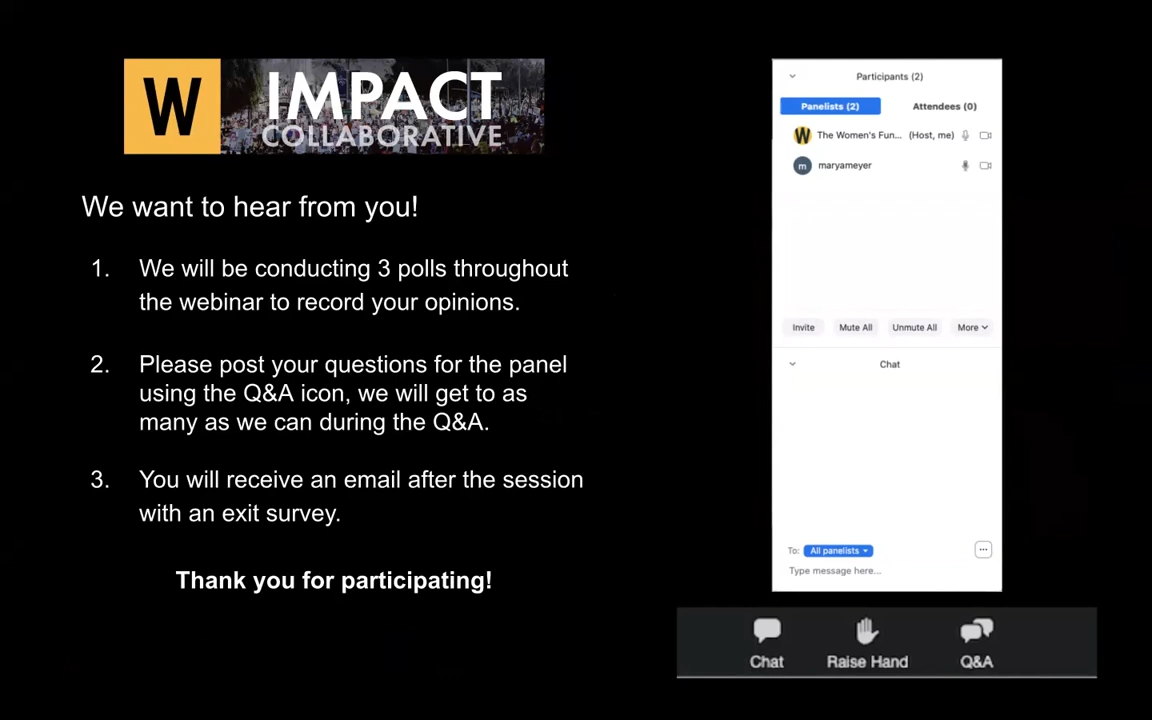 W
IMPACT
COLLABORATIVE
We want to hear from you!
1. We will be conducting 3 polls throughout
the webinar to record your opinions.
2. Please post your questions for the panel
using the Q&A icon, we will get to as
many as we can during the Q&A.
3. You will receive an email after the session
with an exit survey.
Thank you for participating!
Participants (2)
Panelists (2) Attendees (0)
W The Women's Fun... (Host, me)
m maryameyer
Invite Mute All Unmute All More
Chat
To: All panelists
Type message here...
Chat Raise Hand Q&A